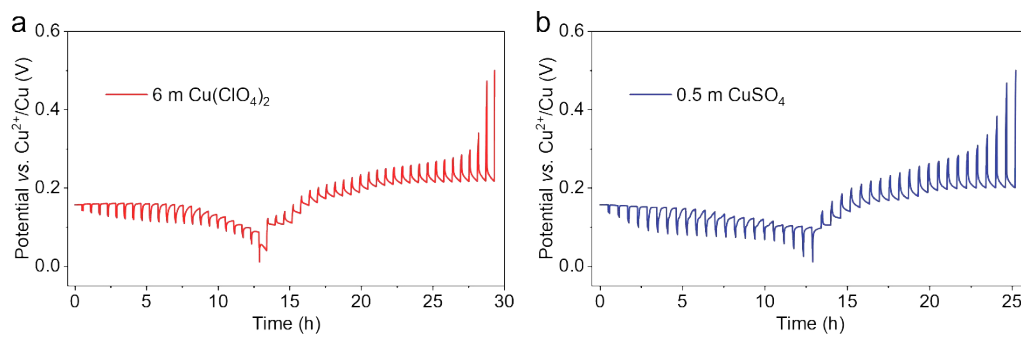 a
0.6
0.4
0.2
0.0
Potential vs. Cu²⁺/Cu (V)
6 m Cu(ClO₄)₂
0 5 10 15 20 25 30
Time (h)
b
0.6
0.4
0.2
0.0
Potential vs. Cu²⁺/Cu (V)
0.5 m CuSO₄
0 5 10 15 20 25
Time (h)